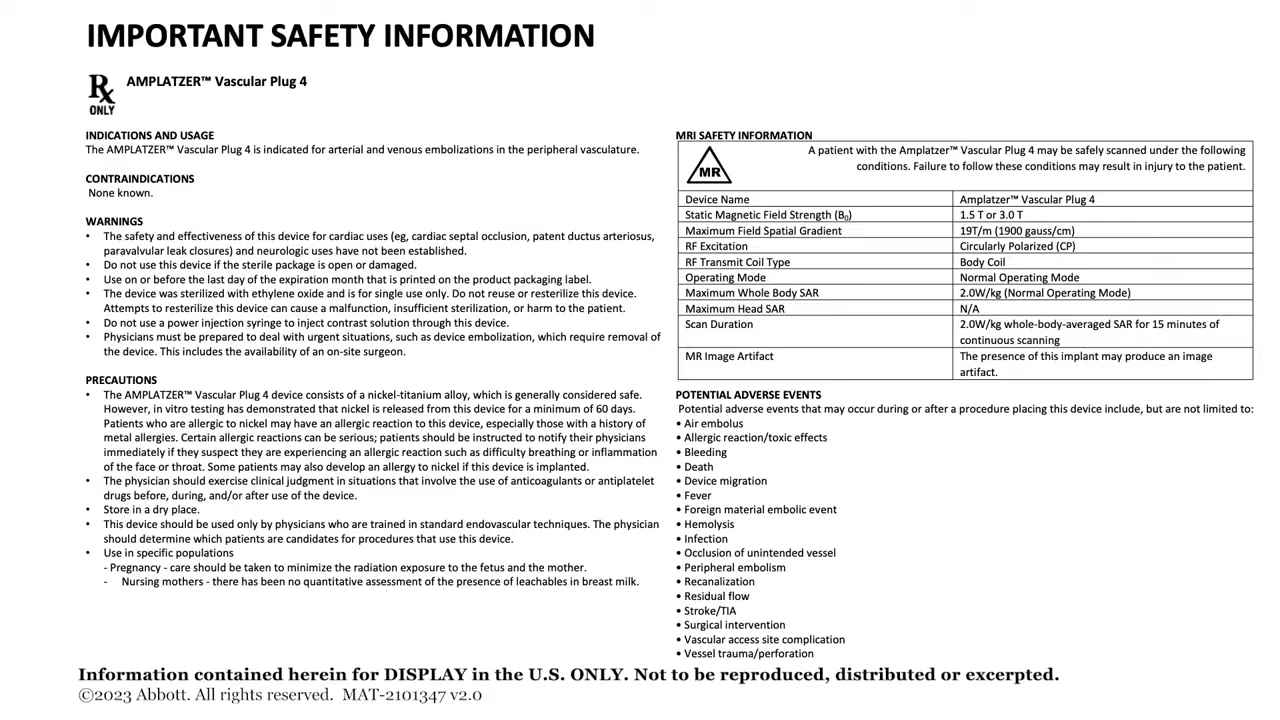 IMPORTANT SAFETY INFORMATION
Rx ONLY
AMPLATZER™ Vascular Plug 4
INDICATIONS AND USAGE
The AMPLATZER™ Vascular Plug 4 is indicated for arterial and venous embolizations in the peripheral vasculature.
CONTRAINDICATIONS
None known.
WARNINGS
• The safety and effectiveness of this device for cardiac uses (eg, cardiac septal occlusion, patent ductus arteriosus,
paravalvular leak closures) and neurologic uses have not been established.
• Do not use this device if the sterile package is open or damaged.
• Use on or before the last day of the expiration month that is printed on the product packaging label.
• The device was sterilized with ethylene oxide and is for single use only. Do not reuse or resterilize this device.
Attempts to resterilize this device can cause a malfunction, insufficient sterilization, or harm to the patient.
• Do not use a power injection syringe to inject contrast solution through this device.
• Physicians must be prepared to deal with urgent situations, such as device embolization, which require removal of
the device. This includes the availability of an on-site surgeon.
PRECAUTIONS
• The AMPLATZER™ Vascular Plug 4 device consists of a nickel-titanium alloy, which is generally considered safe.
However, in vitro testing has demonstrated that nickel is released from this device for a minimum of 60 days.
Patients who are allergic to nickel may have an allergic reaction to this device, especially those with a history of
metal allergies. Certain allergic reactions can be serious; patients should be instructed to notify their physicians
immediately if they suspect they are experiencing an allergic reaction such as difficulty breathing or inflammation
of the face or throat. Some patients may also develop an allergy to nickel if this device is implanted.
• The physician should exercise clinical judgment in situations that involve the use of anticoagulants or antiplatelet
drugs before, during, and/or after use of the device.
• Store in a dry place.
• This device should be used only by physicians who are trained in standard endovascular techniques. The physician
should determine which patients are candidates for procedures that use this device.
• Use in specific populations
- Pregnancy - care should be taken to minimize the radiation exposure to the fetus and the mother.
- Nursing mothers - there has been no quantitative assessment of the presence of leachables in breast milk.
MRI SAFETY INFORMATION
MR
A patient with the Amplatzer™ Vascular Plug 4 may be safely scanned under the following
conditions. Failure to follow these conditions may result in injury to the patient.
Device Name Amplatzer™ Vascular Plug 4
Static Magnetic Field Strength (B0) 1.5 T or 3.0 T
Maximum Field Spatial Gradient 19T/m (1900 gauss/cm)
RF Excitation Circularly Polarized (CP)
RF Transmit Coil Type Body Coil
Operating Mode Normal Operating Mode
Maximum Whole Body SAR 2.0W/kg (Normal Operating Mode)
Maximum Head SAR N/A
Scan Duration 2.0W/kg whole-body-averaged SAR for 15 minutes of
continuous scanning
MR Image Artifact The presence of this implant may produce an image
artifact.
POTENTIAL ADVERSE EVENTS
Potential adverse events that may occur during or after a procedure placing this device include, but are not limited to:
• Air embolus
• Allergic reaction/toxic effects
• Bleeding
• Death
• Device migration
• Fever
• Foreign material embolic event
• Hemolysis
• Infection
• Occlusion of unintended vessel
• Peripheral embolism
• Recanalization
• Residual flow
• Stroke/TIA
• Surgical intervention
• Vascular access site complication
• Vessel trauma/perforation
Information contained herein for DISPLAY in the U.S. ONLY. Not to be reproduced, distributed or excerpted.
©2023 Abbott. All rights reserved. MAT-2101347 v2.0